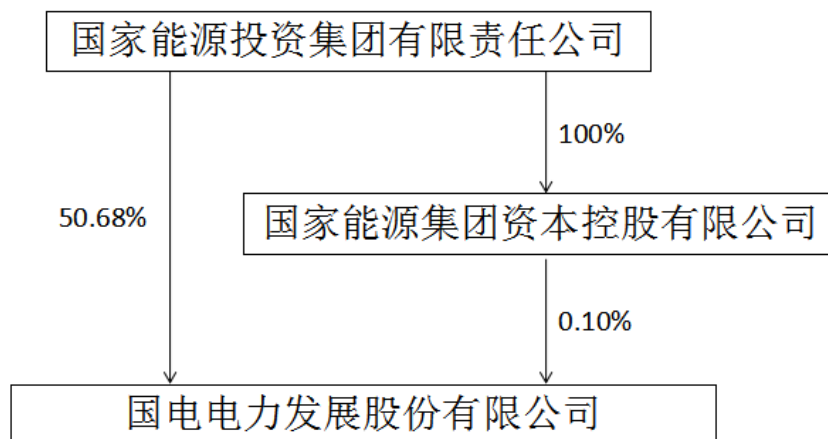 国家能源投资集团有限责任公司
100%
50.68%
国家能源集团资本控股有限公司
0.10%
国电电力发展股份有限公司